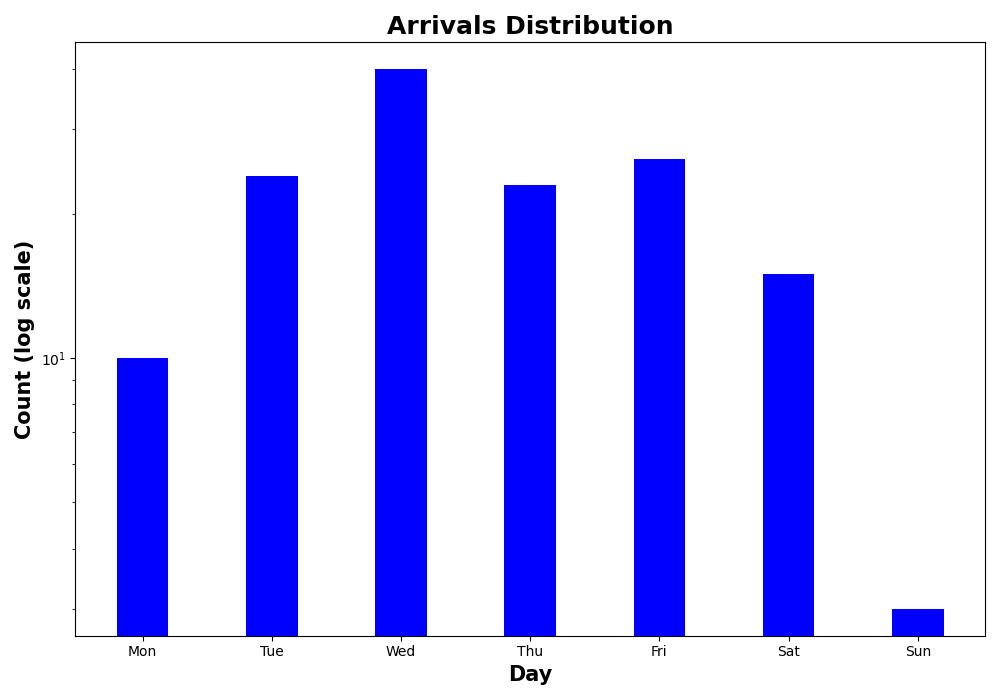 Arrivals Distribution
Count (log scale)
10¹
Mon Tue Wed Thu Fri Sat Sun
Day